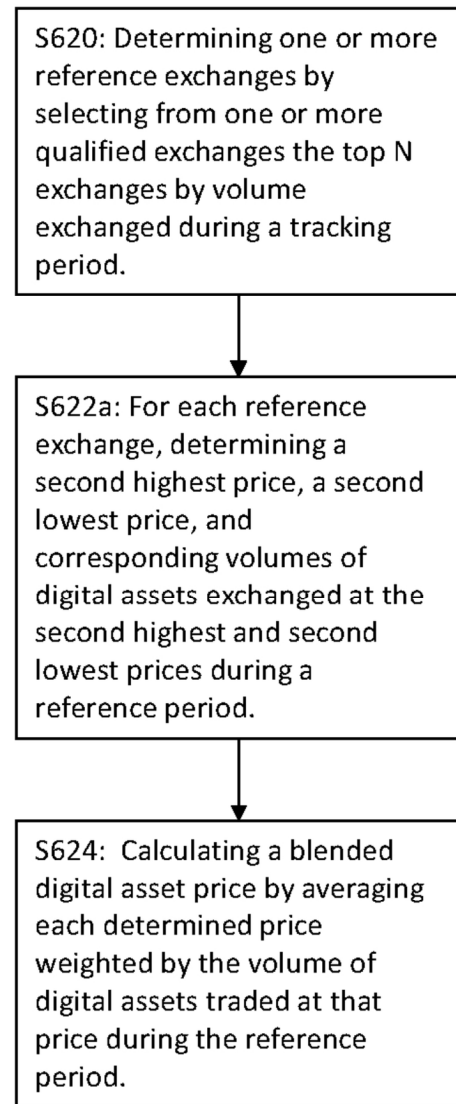 S620: Determining one or more
reference exchanges by
selecting from one or more
qualified exchanges the top N
exchanges by volume
exchanged during a tracking
period.
S622a: For each reference
exchange, determining a
second highest price, a second
lowest price, and
corresponding volumes of
digital assets exchanged at the
second highest and second
lowest prices during a
reference period.
S624:  Calculating a blended
digital asset price by averaging
each determined price
weighted by the volume of
digital assets traded at that
price during the reference
period.